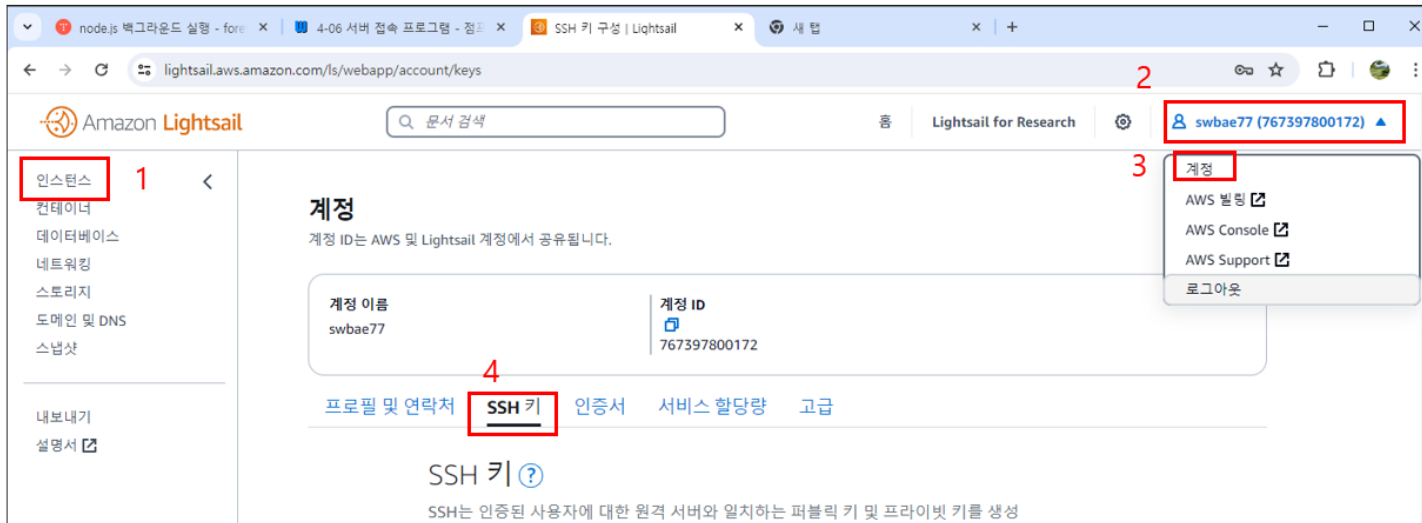 node.js 백그라운드 실행 - fore
4-06 서버 접속 프로그램 - 점프
SSH 키 구성 | Lightsail
새 탭
lightsail.aws.amazon.com/ls/webapp/account/keys
2
Amazon Lightsail
문서 검색
홈
Lightsail for Research
swbae77 (767397800172)
인스턴스
1
컨테이너
데이터베이스
네트워킹
스토리지
도메인 및 DNS
스냅샷
내보내기
설명서
3
계정
AWS 빌링
AWS Console
AWS Support
로그아웃
계정
계정 ID는 AWS 및 Lightsail 계정에서 공유됩니다.
계정 이름
swbae77
계정 ID
767397800172
4
프로필 및 연락처
SSH 키
인증서
서비스 할당량
고급
SSH 키
SSH는 인증된 사용자에 대한 원격 서버와 일치하는 퍼블릭 키 및 프라이빗 키를 생성